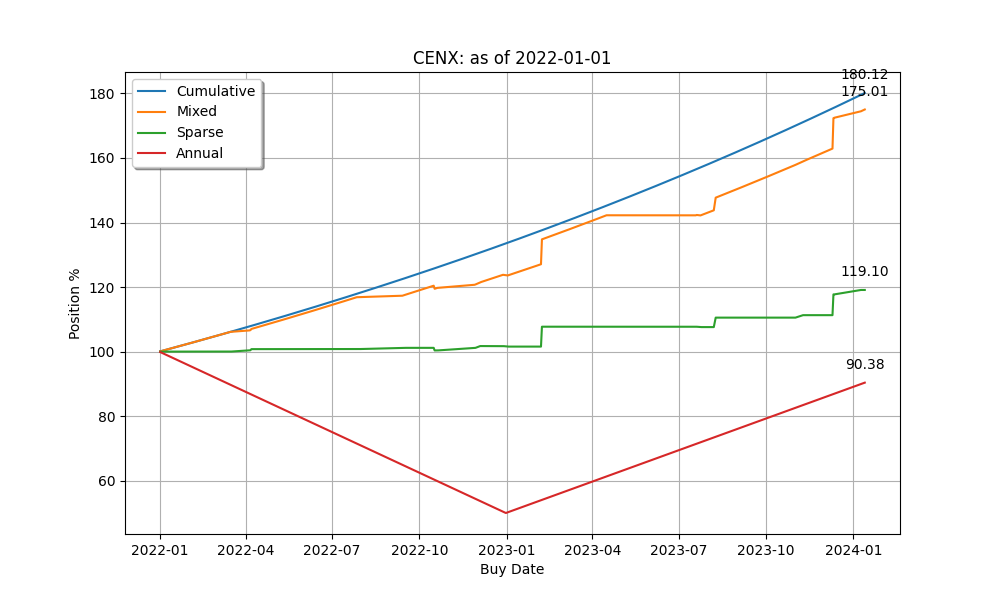 CENX: as of 2022-01-01
180.12
175.01
119.10
90.38
Cumulative
Mixed
Sparse
Annual
Position %
180
160
140
120
100
80
60
2022-01 2022-04 2022-07 2022-10 2023-01 2023-04 2023-07 2023-10 2024-01
Buy Date